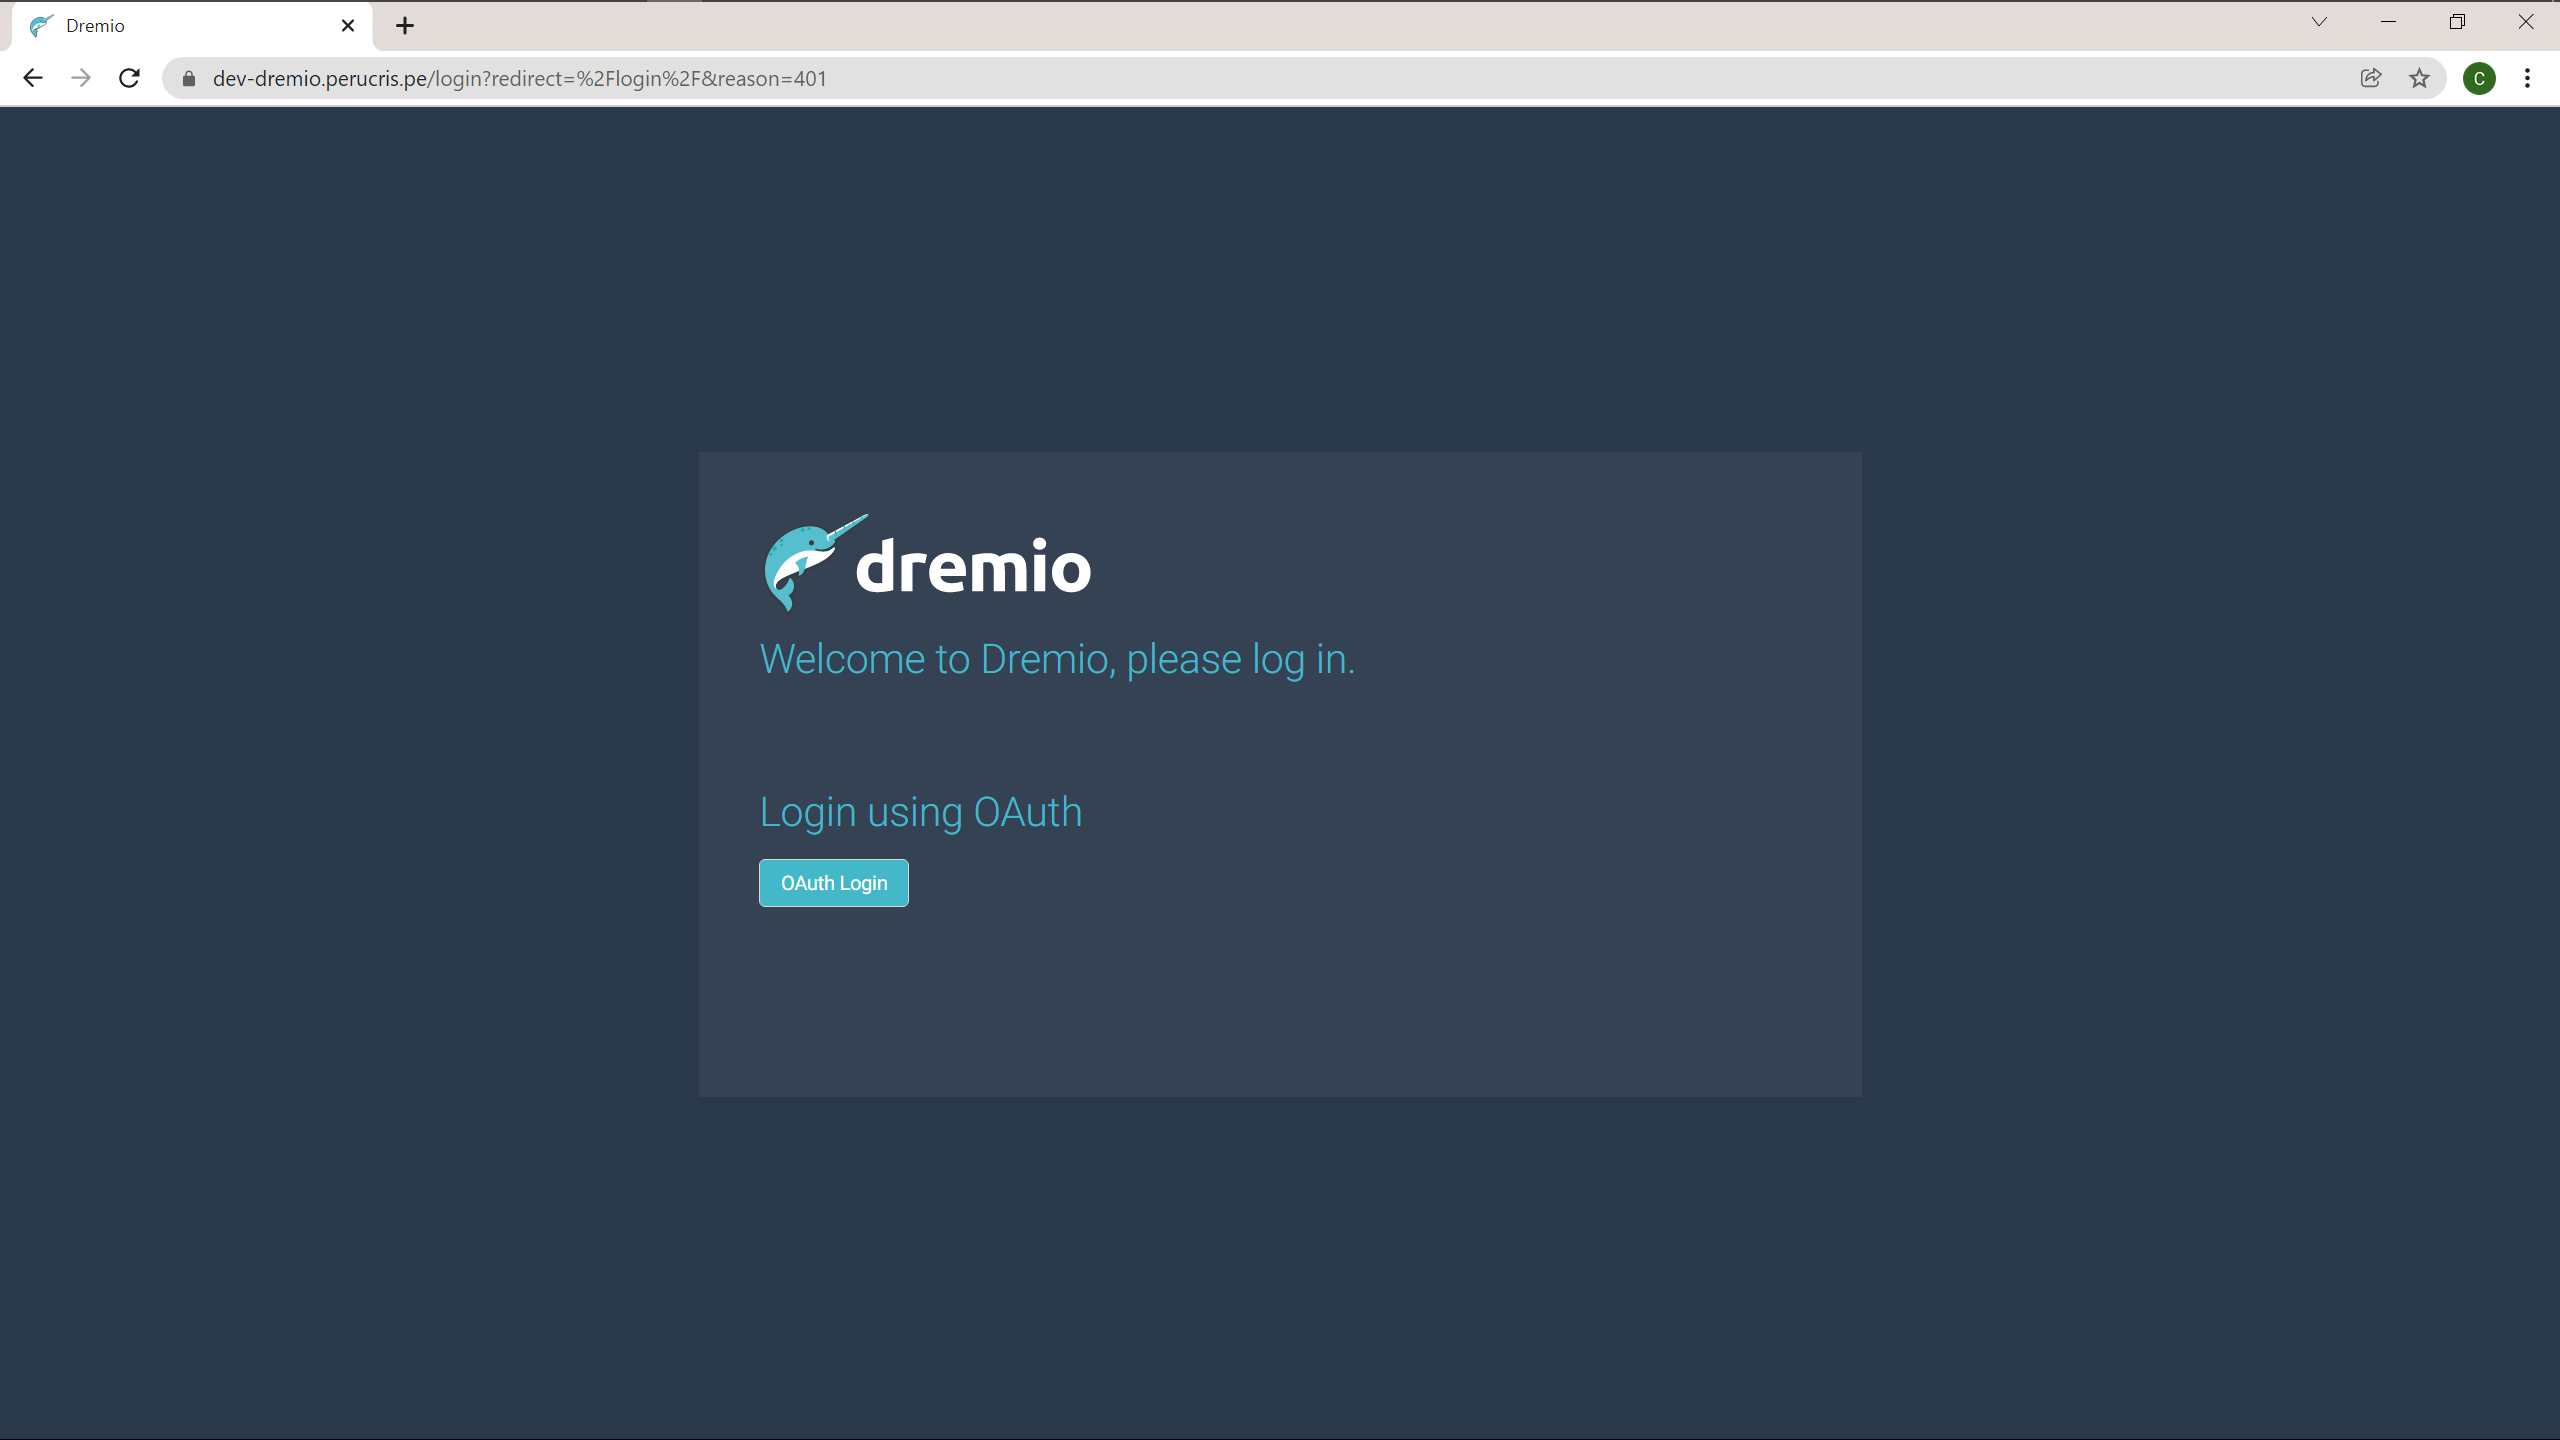 Dremio
dev-dremio.perucris.pe/login?redirect=%2Flogin%2F&reason=401
C
dremio
Welcome to Dremio, please log in.
Login using OAuth
OAuth Login